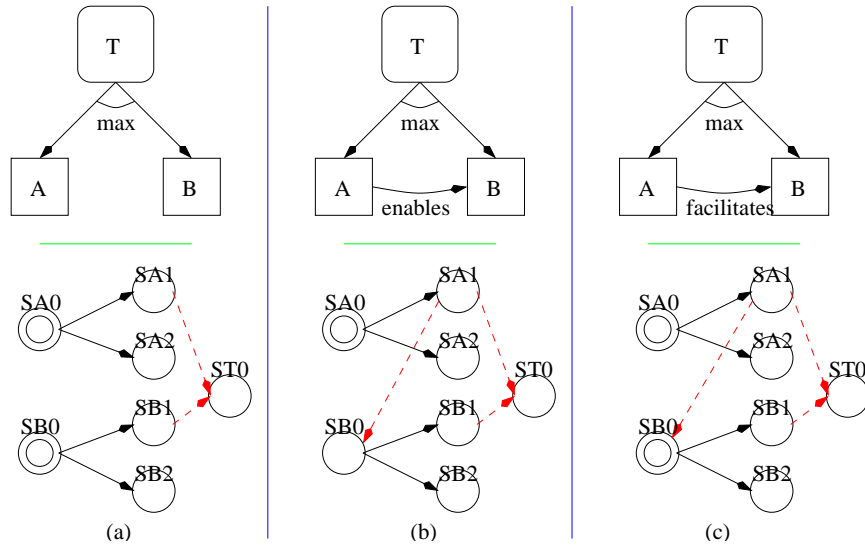 T
max
A
B
SA0
SA1
SA2
ST0
SB0
SB1
SB2
(a)
T
max
A
B
enables
SA0
SA1
SA2
ST0
SB0
SB1
SB2
(b)
T
max
A
B
facilitates
SA0
SA1
SA2
ST0
SB0
SB1
SB2
(c)